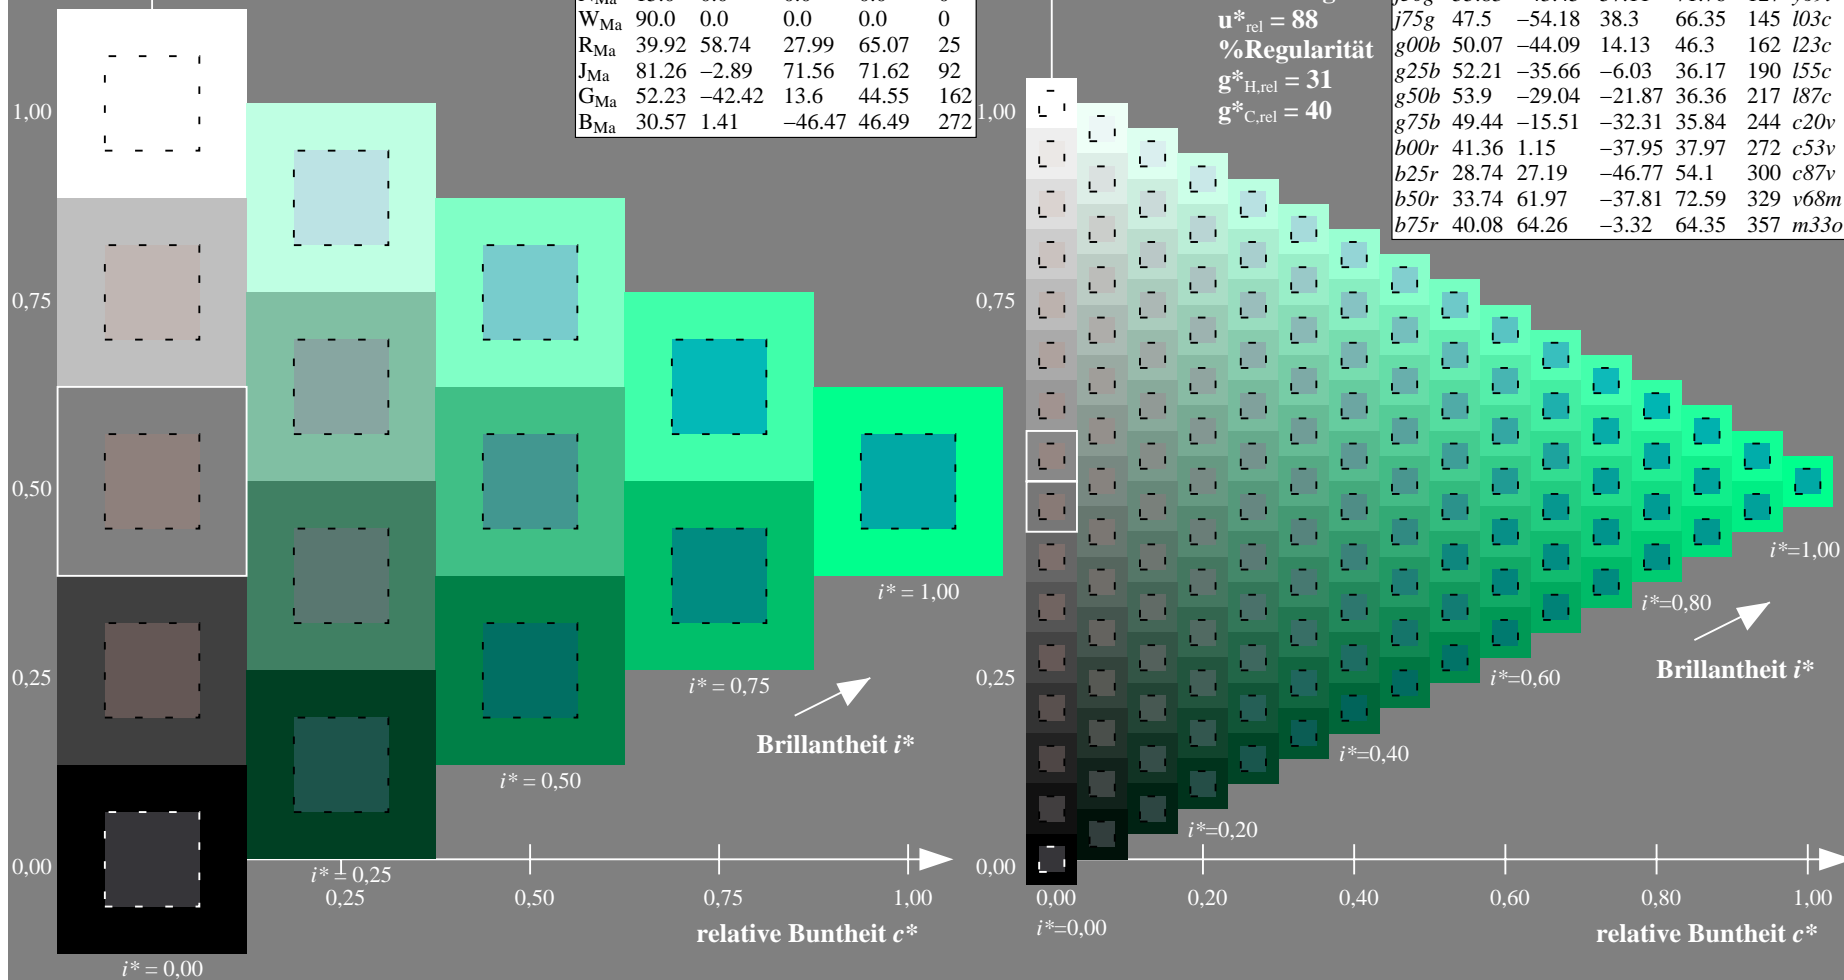 W_Ma 90.0 0.0 0.0 0.0 0
R_Ma 39.92 58.74 27.99 65.07 25
J_Ma 81.26 −2.89 71.56 71.62 92
G_Ma 52.23 −42.42 13.6 44.55 162
B_Ma 30.57 1.41 −46.47 46.49 272
u*_rel = 88
%Regularität
g*_H,rel = 31
g*_C,rel = 40
j75g 47.5 −54.18 38.3 66.35 145 l03c
g00b 50.07 −44.09 14.13 46.3 162 l23c
g25b 52.21 −35.66 −6.03 36.17 190 l55c
g50b 53.9 −29.04 −21.87 36.36 217 l87c
g75b 49.44 −15.51 −32.31 35.84 244 c20v
b00r 41.36 1.15 −37.95 37.97 272 c53v
b25r 28.74 27.19 −46.77 54.1 300 c87v
b50r 33.74 61.97 −37.81 72.59 329 v68m
b75r 40.08 64.26 −3.32 64.35 357 m33o
1,00
0,75
0,50
0,25
0,00
i* = 1,00
i* = 0,75
Brillantheit i*
i* = 0,50
i* = 0,25
0,25 0,50 0,75 1,00
relative Buntheit c*
i* = 0,00
1,00
0,75
0,50
0,25
0,00
i*=1,00
i*=0,80
Brillantheit i*
i*=0,60
i*=0,40
i*=0,20
0,00 0,20 0,40 0,60 0,80 1,00
i*=0,00
relative Buntheit c*